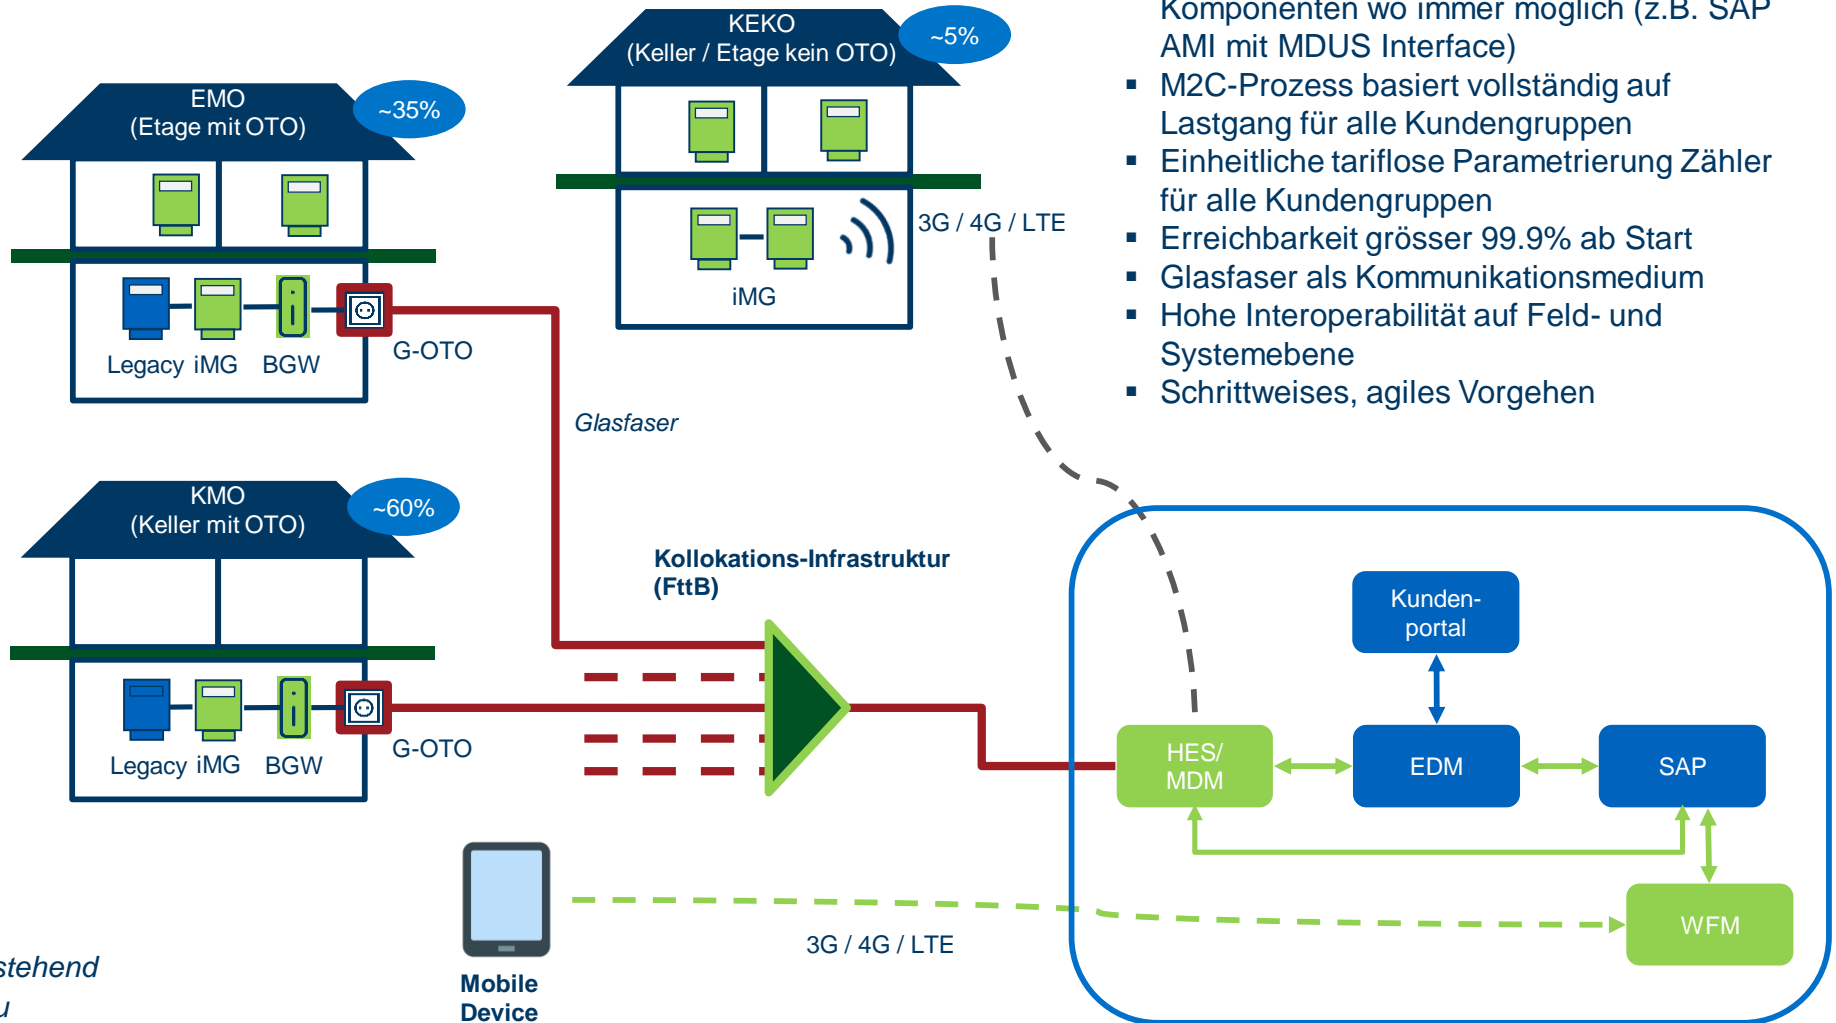 Komponenten wo immer möglich (z.B. SAP
AMI mit MDUS Interface)
▪ M2C-Prozess basiert vollständig auf
Lastgang für alle Kundengruppen
▪ Einheitliche tariflose Parametrierung Zähler
für alle Kundengruppen
▪ Erreichbarkeit grösser 99.9% ab Start
▪ Glasfaser als Kommunikationsmedium
▪ Hohe Interoperabilität auf Feld- und
Systemebene
▪ Schrittweises, agiles Vorgehen
KEKO
(Keller / Etage kein OTO)
~5%
3G / 4G / LTE
iMG
EMO
(Etage mit OTO)
~35%
Legacy
iMG
BGW
G-OTO
Glasfaser
KMO
(Keller mit OTO)
~60%
Legacy
iMG
BGW
G-OTO
Kollokations-Infrastruktur
(FttB)
Kunden-
portal
HES/
MDM
EDM
SAP
WFM
3G / 4G / LTE
Mobile
Device
stehend
u